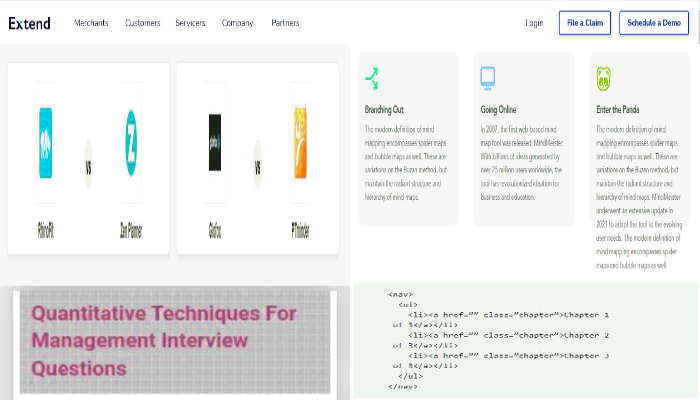 Extend
Merchants Customers Servicers Company Partners
Login File a Claim Schedule a Demo
VS
VS
RhinoFit
Zen Planner
Glofox
PTminder
Branching Out
The modern definition of mind
mapping encompasses spider maps
and bubble maps as well. These are
variations on the Buzan method, but
maintain the radiant structure and
hierarchy of mind maps.
Going Online
In 2007, the first web-based mind
map tool was released: MindMeister.
With billions of ideas generated by
over 25 million users worldwide, the
tool has revolutionized ideation for
business and education.
Enter the Panda
The modern definition of mind
mapping encompasses spider maps
and bubble maps as well. These are
variations on the Buzan method, but
maintain the radiant structure and
hierarchy of mind maps. MindMeister
underwent an extensive update in
2021 to adapt the tool to the evolving
user needs. The modern definition of
mind mapping encompasses spider
maps and bubble maps as well.
Quantitative Techniques For
Management Interview
Questions
<nav>
<ul>
<li><a href="" class="chapter">Chapter 1
of 3</a></li>
<li><a href="" class="chapter">Chapter 2
of 3</a></li>
<li><a href="" class="chapter">Chapter 3
of 3</a></li>
</ul>
</nav>